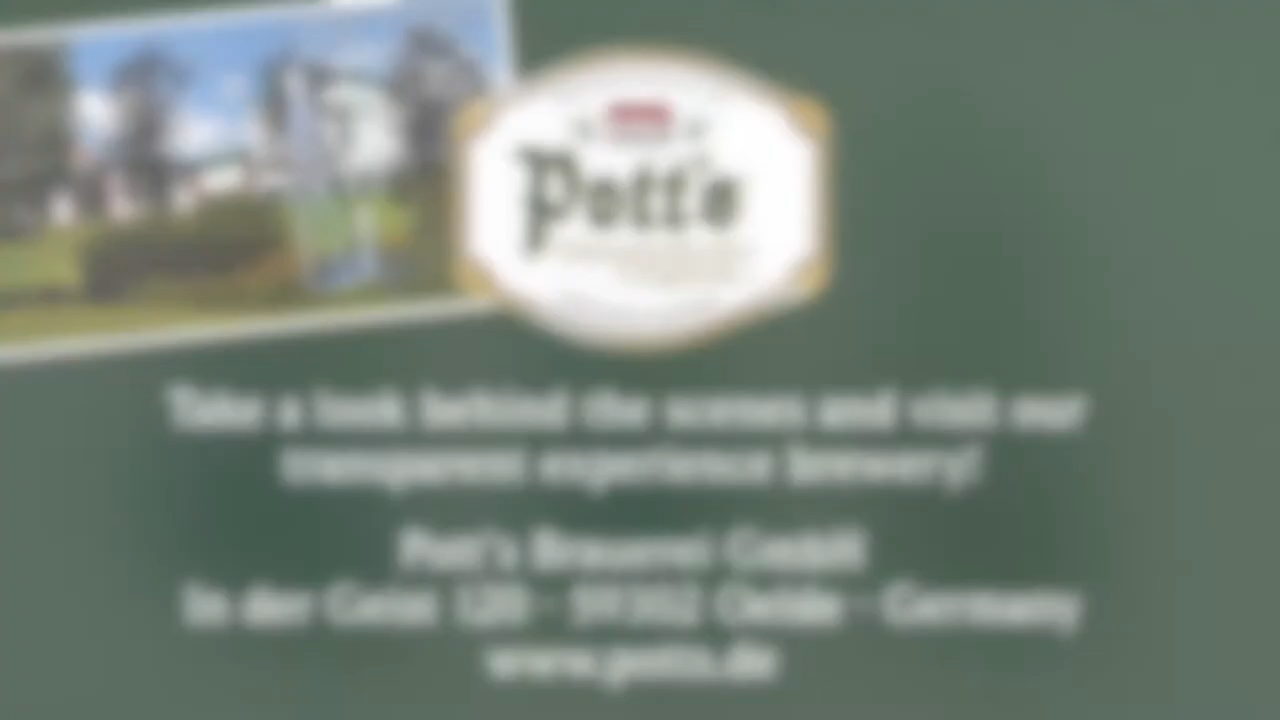 Pott's
Take a look behind the scenes and visit our
transparent experience brewery!
Pott's Brauerei GmbH
In der Geist 120 · 59302 Oelde · Germany
www.potts.de